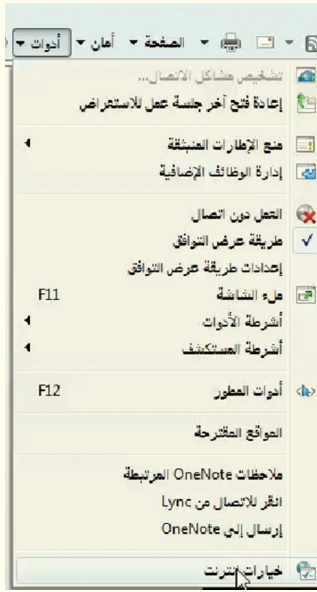 الصفحة أمان أدوات
تشخيص مشاكل الاتصال...
إعادة فتح آخر جلسة عمل للاستعراض
منع الإطارات المنبثقة
إدارة الوظائف الإضافية
العمل دون اتصال
طريقة عرض التوافق
إعدادات طريقة عرض التوافق
ملء الشاشة F11
أشرطة الأدوات
أشرطة المستكشف
أدوات المطور F12
المواقع المقترحة
ملاحظات OneNote المرتبطة
انقر للاتصال من Lync
إرسال إلى OneNote
خيارات إنترنت